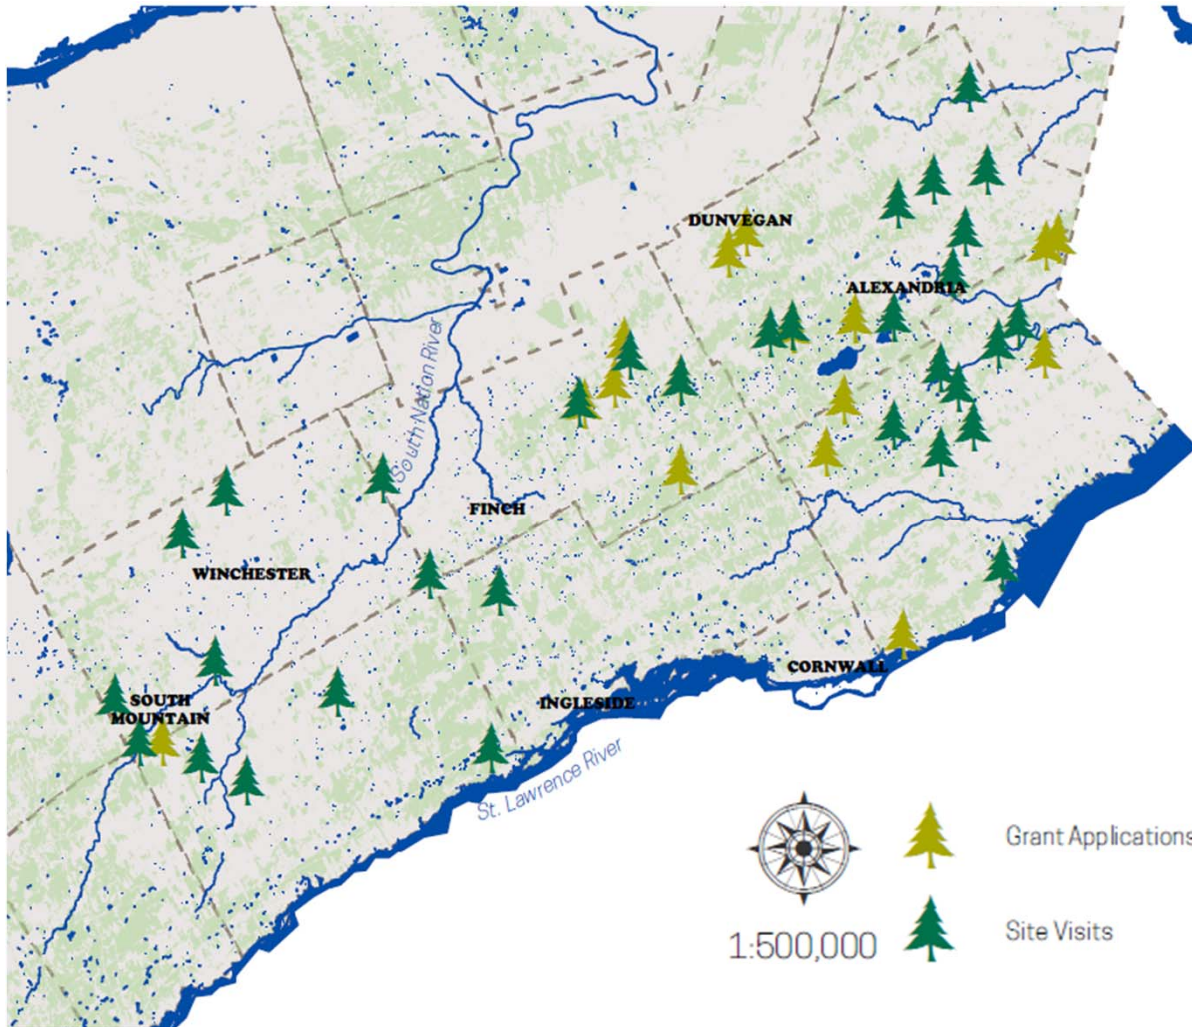 DUNVEGAN
ALEXANDRIA
South Nation River
FINCH
WINCHESTER
CORNWALL
SOUTH
MOUNTAIN
INGLESIDE
St. Lawrence River
Grant Applications
1:500,000
Site Visits